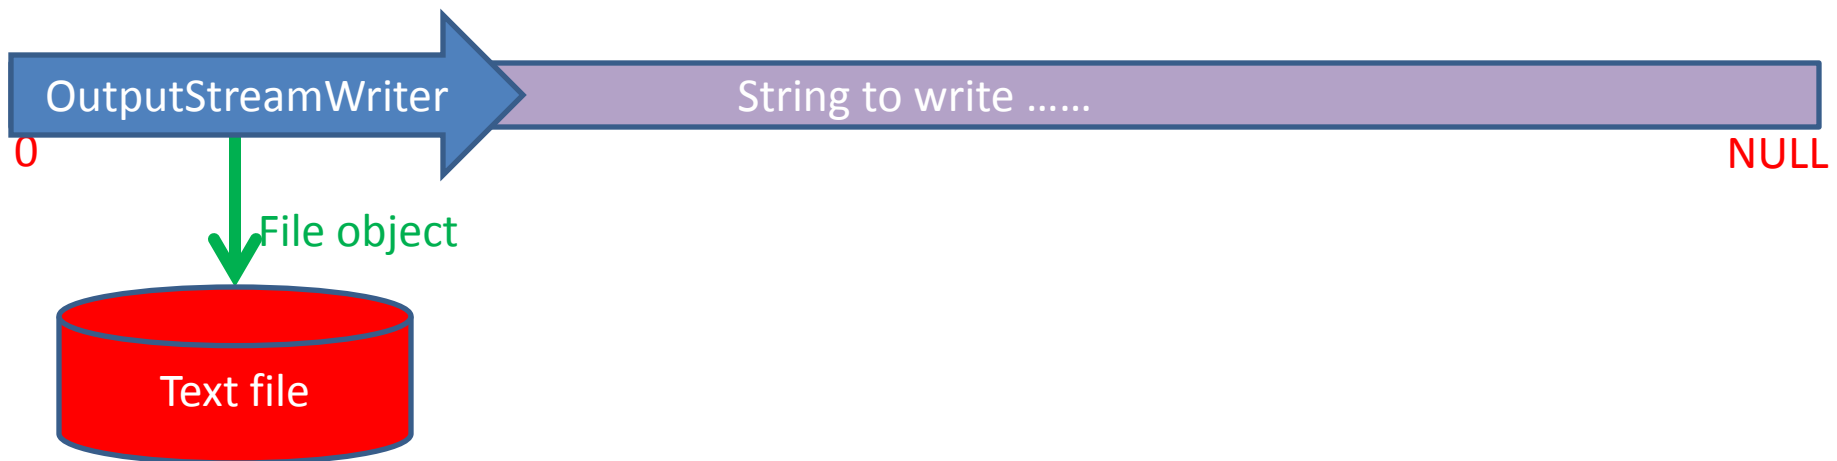 OutputStreamWriter
String to write ......
0
NULL
File object
Text file